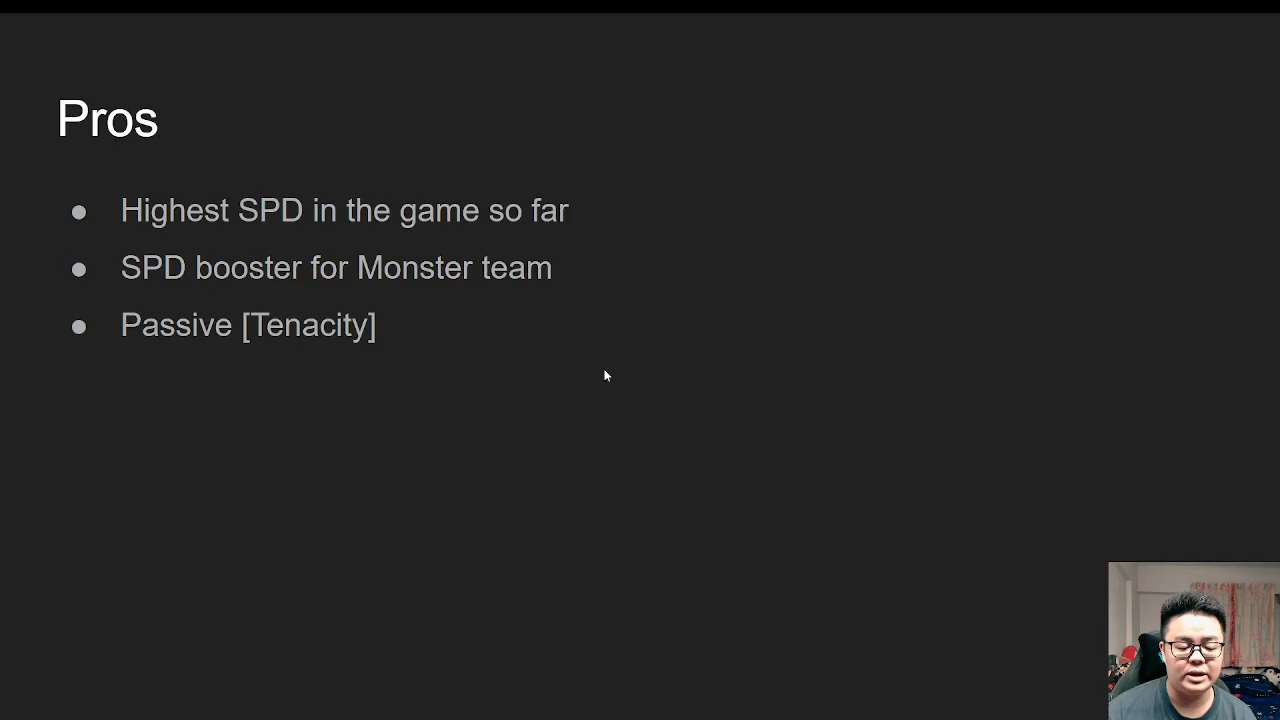 Pros
● Highest SPD in the game so far
● SPD booster for Monster team
● Passive [Tenacity]